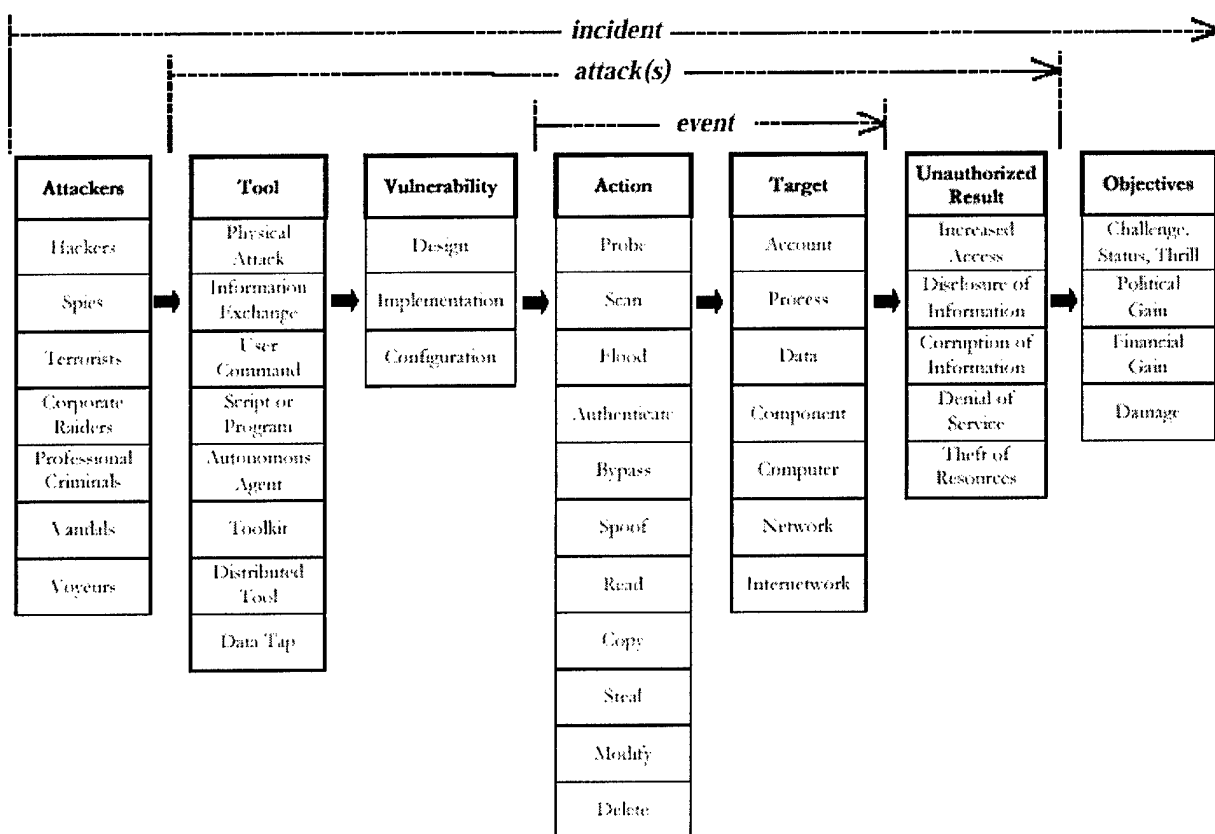 incident
attack(s)
event
Attackers
Hackers
Spies
Terrorists
Corporate
Raiders
Professional
Criminals
Vandals
Voyeurs
Tool
Physical
Attack
Information
Exchange
User
Command
Script or
Program
Autonomous
Agent
Toolkit
Distributed
Tool
Data Tap
Vulnerability
Design
Implementation
Configuration
Action
Probe
Scan
Flood
Authenticate
Bypass
Spoof
Read
Copy
Steal
Modify
Delete
Target
Account
Process
Data
Component
Computer
Network
Internetwork
Unauthorized
Result
Increased
Access
Disclosure of
Information
Corruption of
Information
Denial of
Service
Theft of
Resources
Objectives
Challenge,
Status, Thrill
Political
Gain
Financial
Gain
Damage